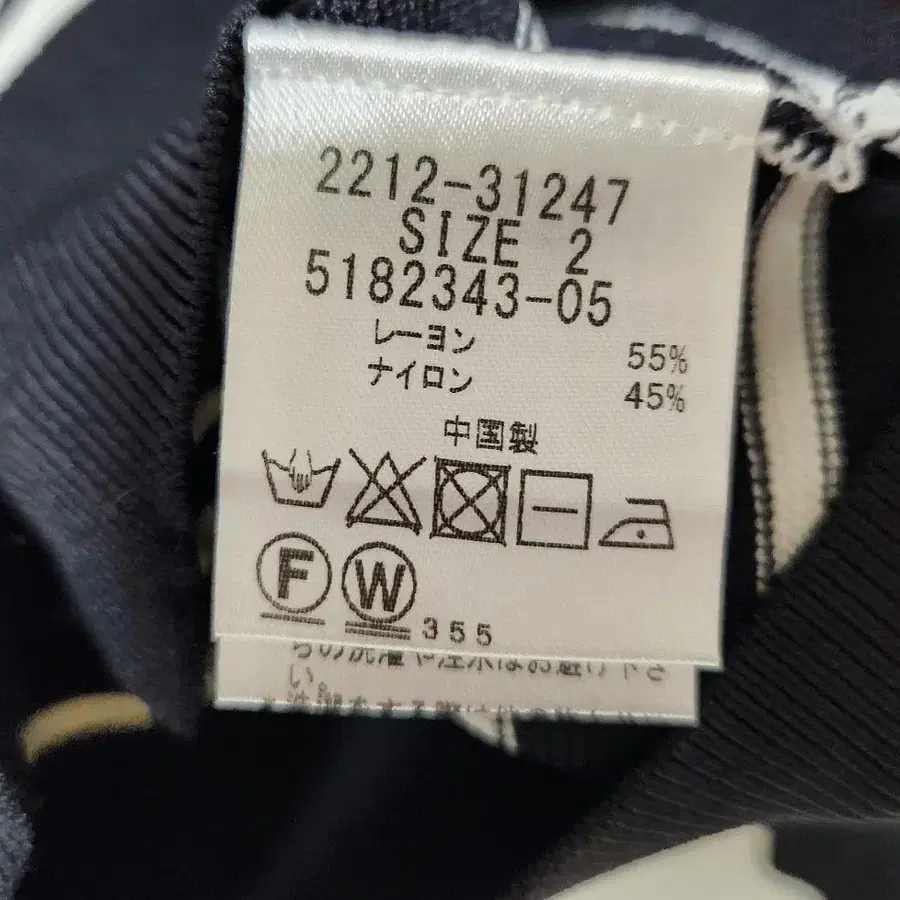 2212-31247
SIZE 2
5182343-05
レーヨン 55%
ナイロン 45%
中国製
F W 355
い。